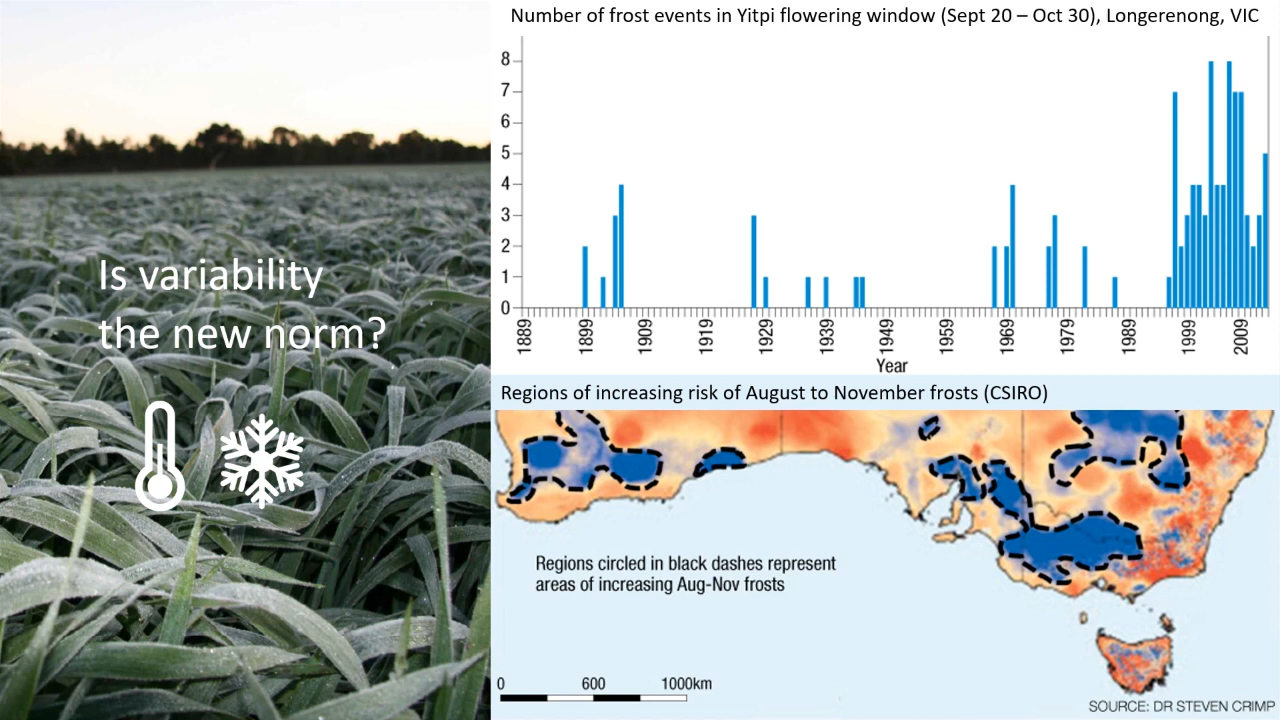 Is variability
the new norm?
Number of frost events in Yitpi flowering window (Sept 20 – Oct 30), Longerenong, VIC
8
7
6
5
4
3
2
1
0
1889
1899
1909
1919
1929
1939
1949
1959
1969
1979
1989
1999
2009
Year
Regions of increasing risk of August to November frosts (CSIRO)
Regions circled in black dashes represent
areas of increasing Aug-Nov frosts
0 600 1000km
SOURCE: DR STEVEN CRIMP